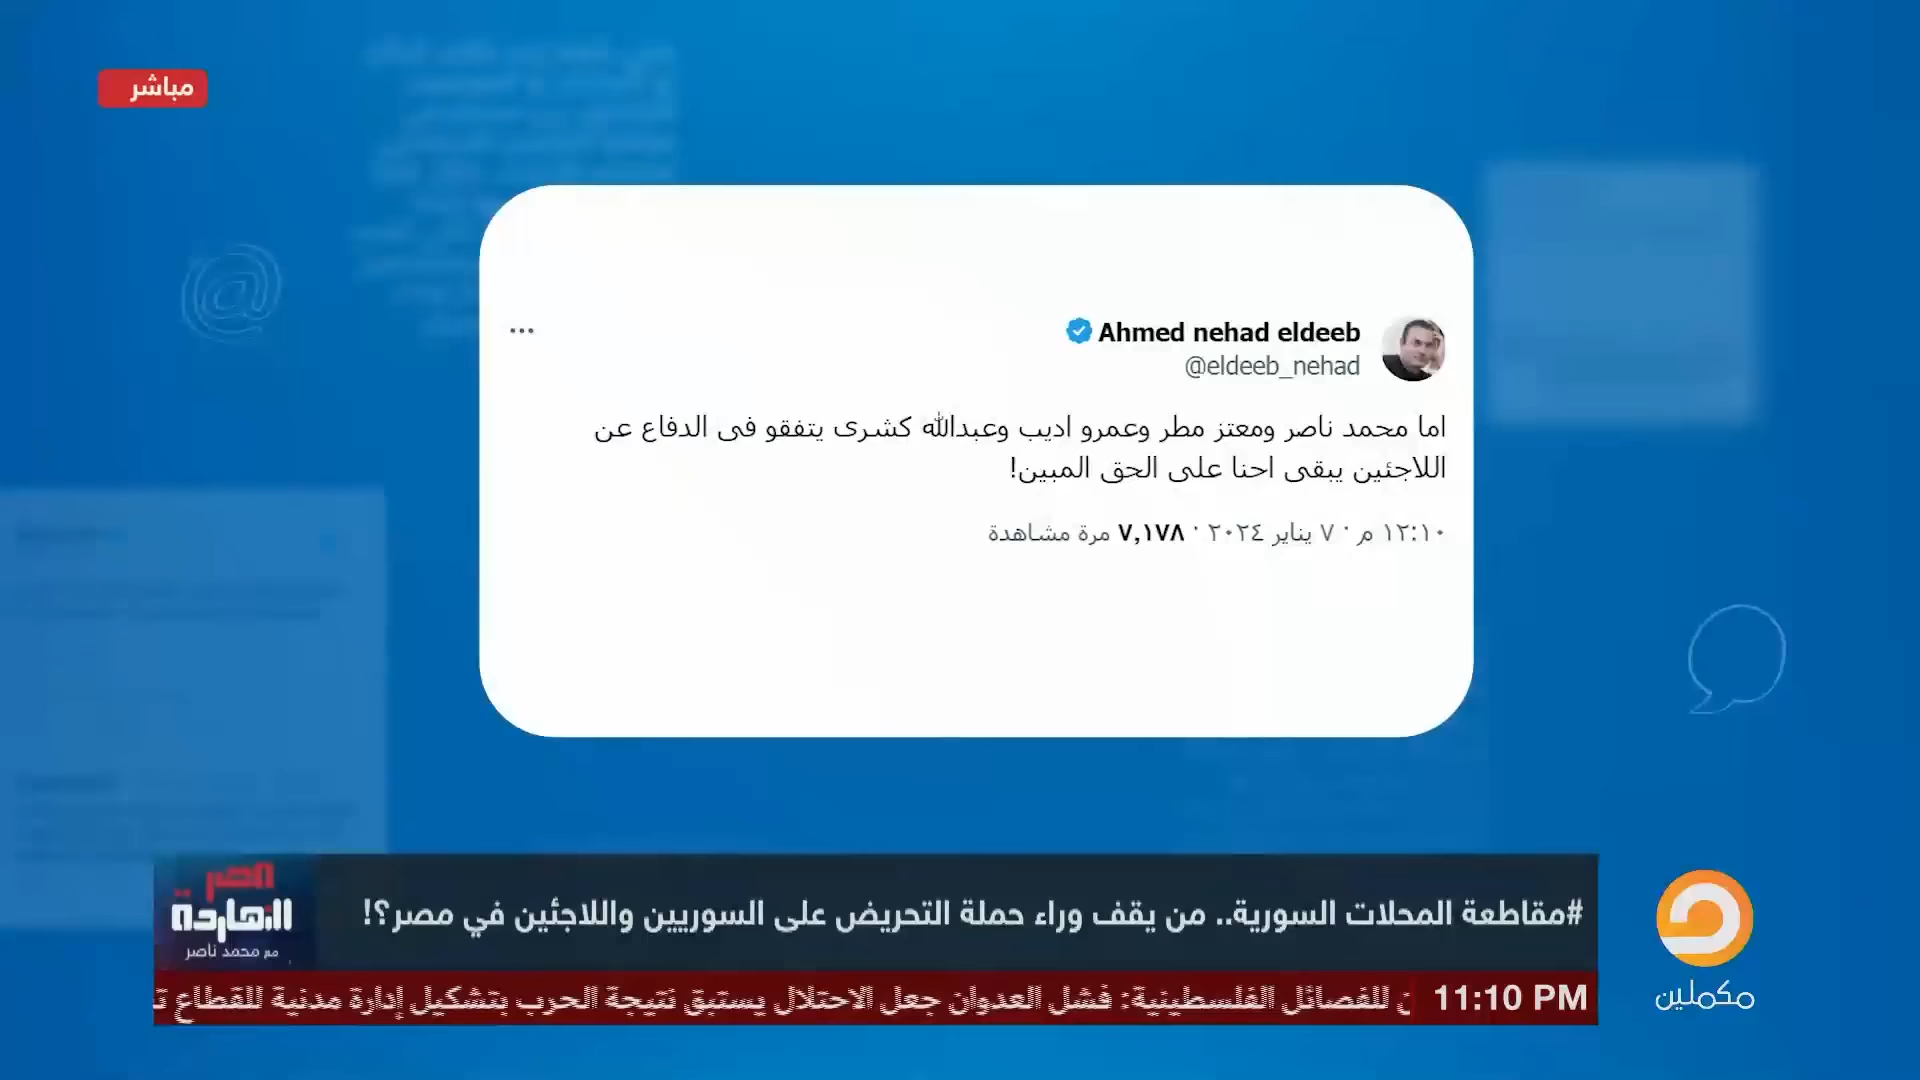 مباشر
Ahmed nehad eldeeb
@eldeeb_nehad
اما محمد ناصر ومعتز مطر وعمرو اديب وعبدالله كشرى يتفقو فى الدفاع عن
اللاجئين يبقى احنا على الحق المبين!
١٢:١٠ م · ٧ يناير ٢٠٢٤ · ٧,١٧٨ مرة مشاهدة
#مقاطعة المحلات السورية.. من يقف وراء حملة التحريض على السوريين واللاجئين في مصر؟!
مصر
النهاردة
مع محمد ناصر
11:10 PM
ن للفصائل الفلسطينية: فشل العدوان جعل الاحتلال يستبق نتيجة الحرب بتشكيل إدارة مدنية للقطاع
مكملين